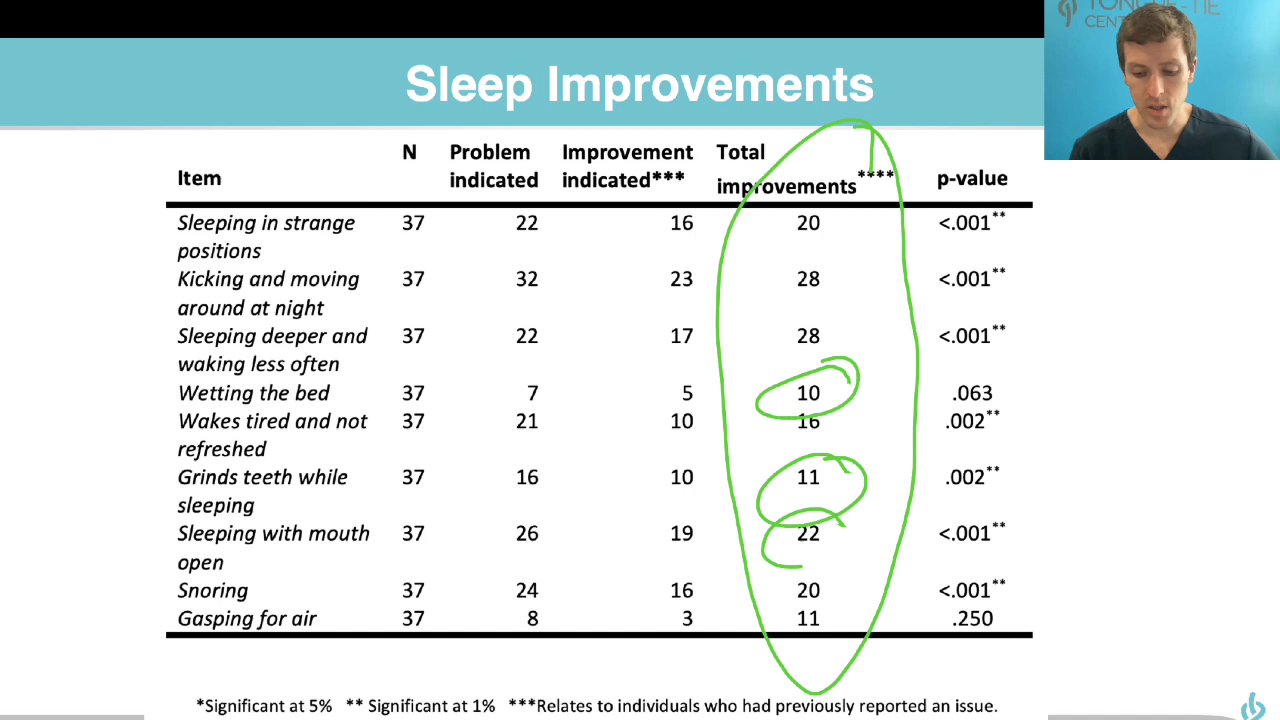 TONGUE-TIE
CENTER
Sleep Improvements
Item N Problem indicated Improvement indicated*** Total improvements**** p-value
Sleeping in strange positions 37 22 16 20 <.001**
Kicking and moving around at night 37 32 23 28 <.001**
Sleeping deeper and waking less often 37 22 17 28 <.001**
Wetting the bed 37 7 5 10 .063
Wakes tired and not refreshed 37 21 10 16 .002**
Grinds teeth while sleeping 37 16 10 11 .002**
Sleeping with mouth open 37 26 19 22 <.001**
Snoring 37 24 16 20 <.001**
Gasping for air 37 8 3 11 .250
*Significant at 5% ** Significant at 1% ***Relates to individuals who had previously reported an issue.